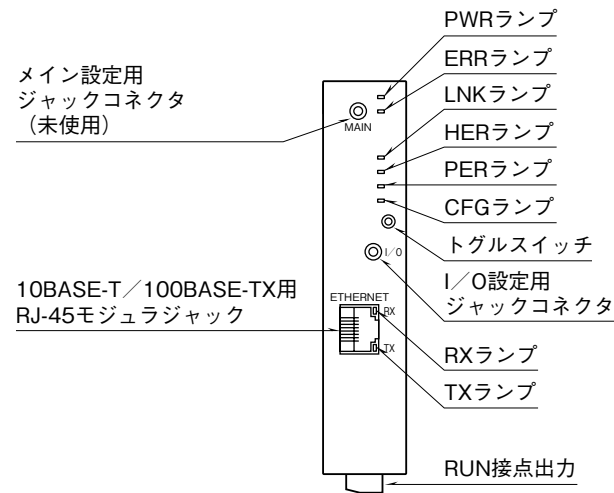 PWRランプ
ERRランプ
LNKランプ
HERランプ
PERランプ
CFGランプ
トグルスイッチ
I／O設定用
ジャックコネクタ
RXランプ
TXランプ
RUN接点出力
メイン設定用
ジャックコネクタ
（未使用）
10BASE-T／100BASE-TX用
RJ-45モジュラジャック
MAIN
I／O
ETHERNET
RX
TX